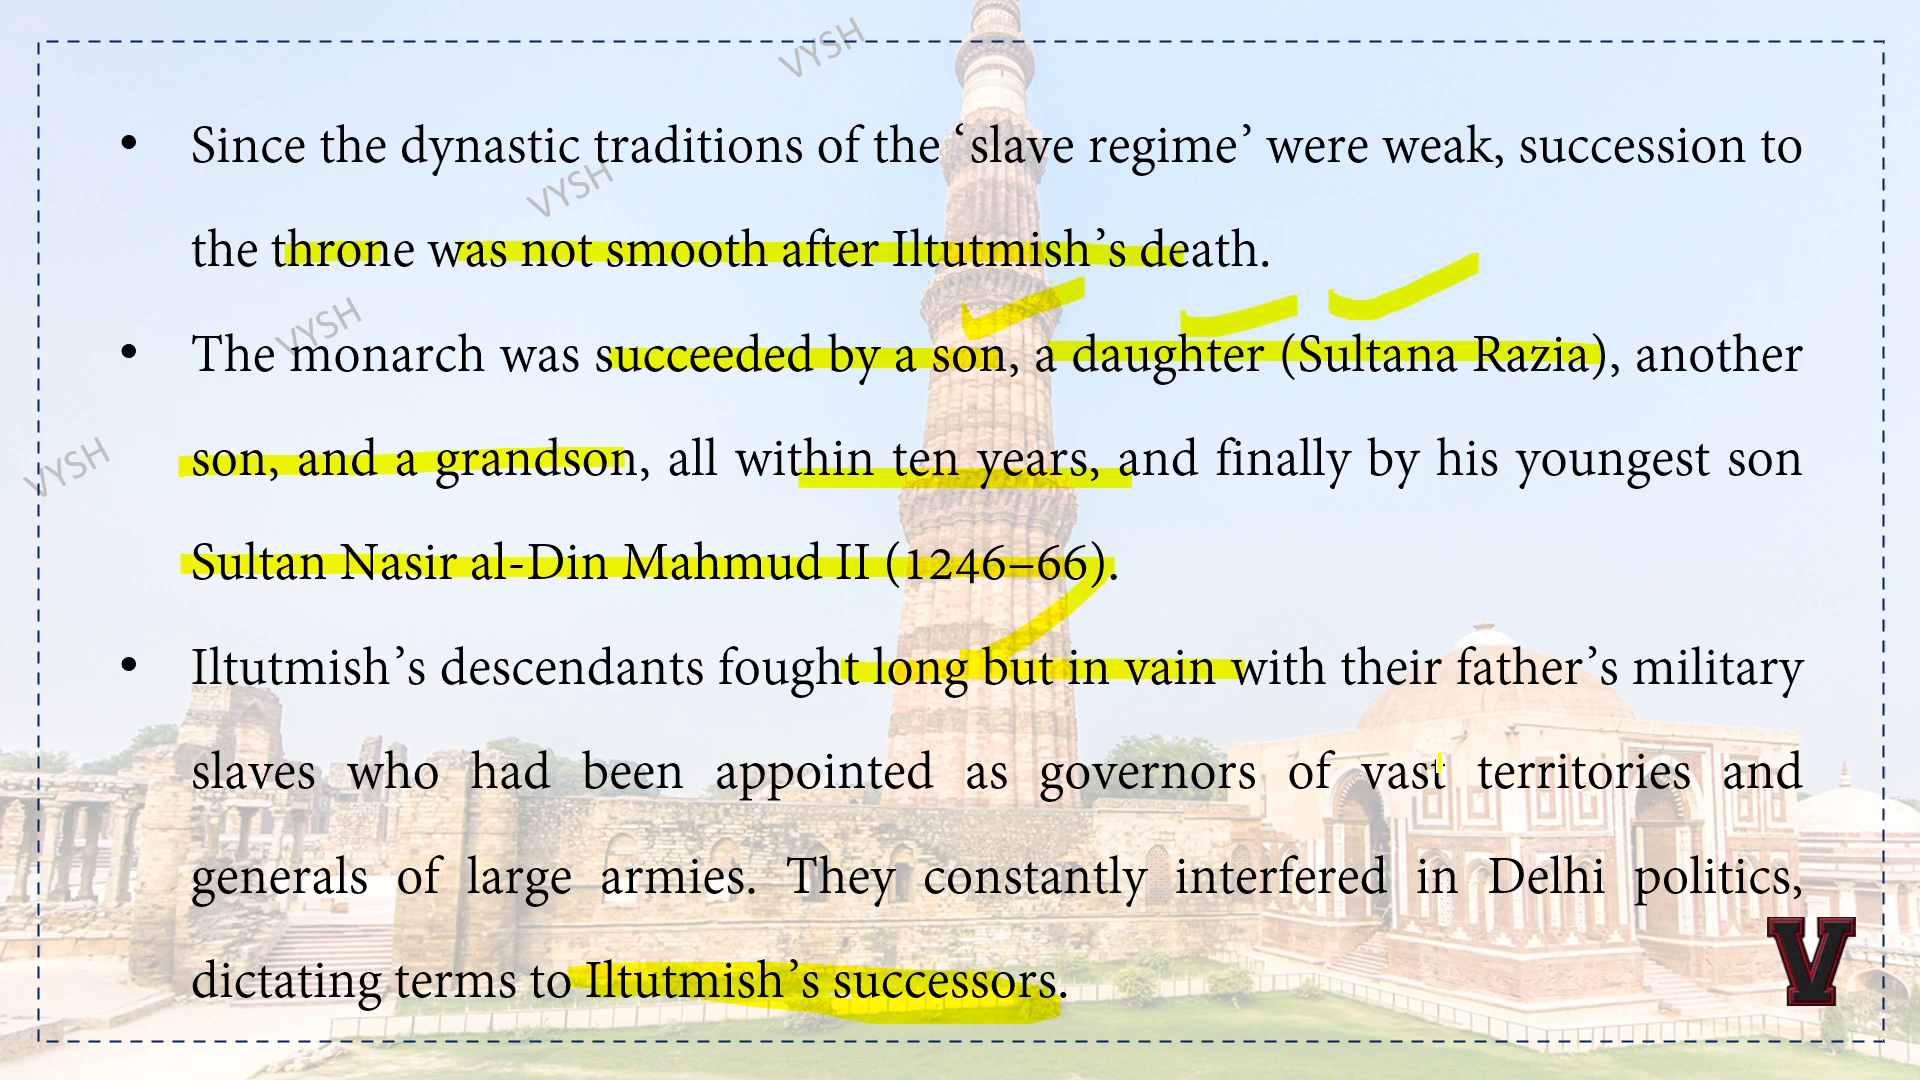 VYSH
• Since the dynastic traditions of the ‘slave regime’ were weak, succession to
VYSH
the throne was not smooth after Iltutmish’s death.
VYSH
• The monarch was succeeded by a son, a daughter (Sultana Razia), another
son, and a grandson, all within ten years, and finally by his youngest son
VYSH
Sultan Nasir al-Din Mahmud II (1246–66).
• Iltutmish’s descendants fought long but in vain with their father’s military
slaves who had been appointed as governors of vast territories and
generals of large armies. They constantly interfered in Delhi politics,
V
dictating terms to Iltutmish’s successors.